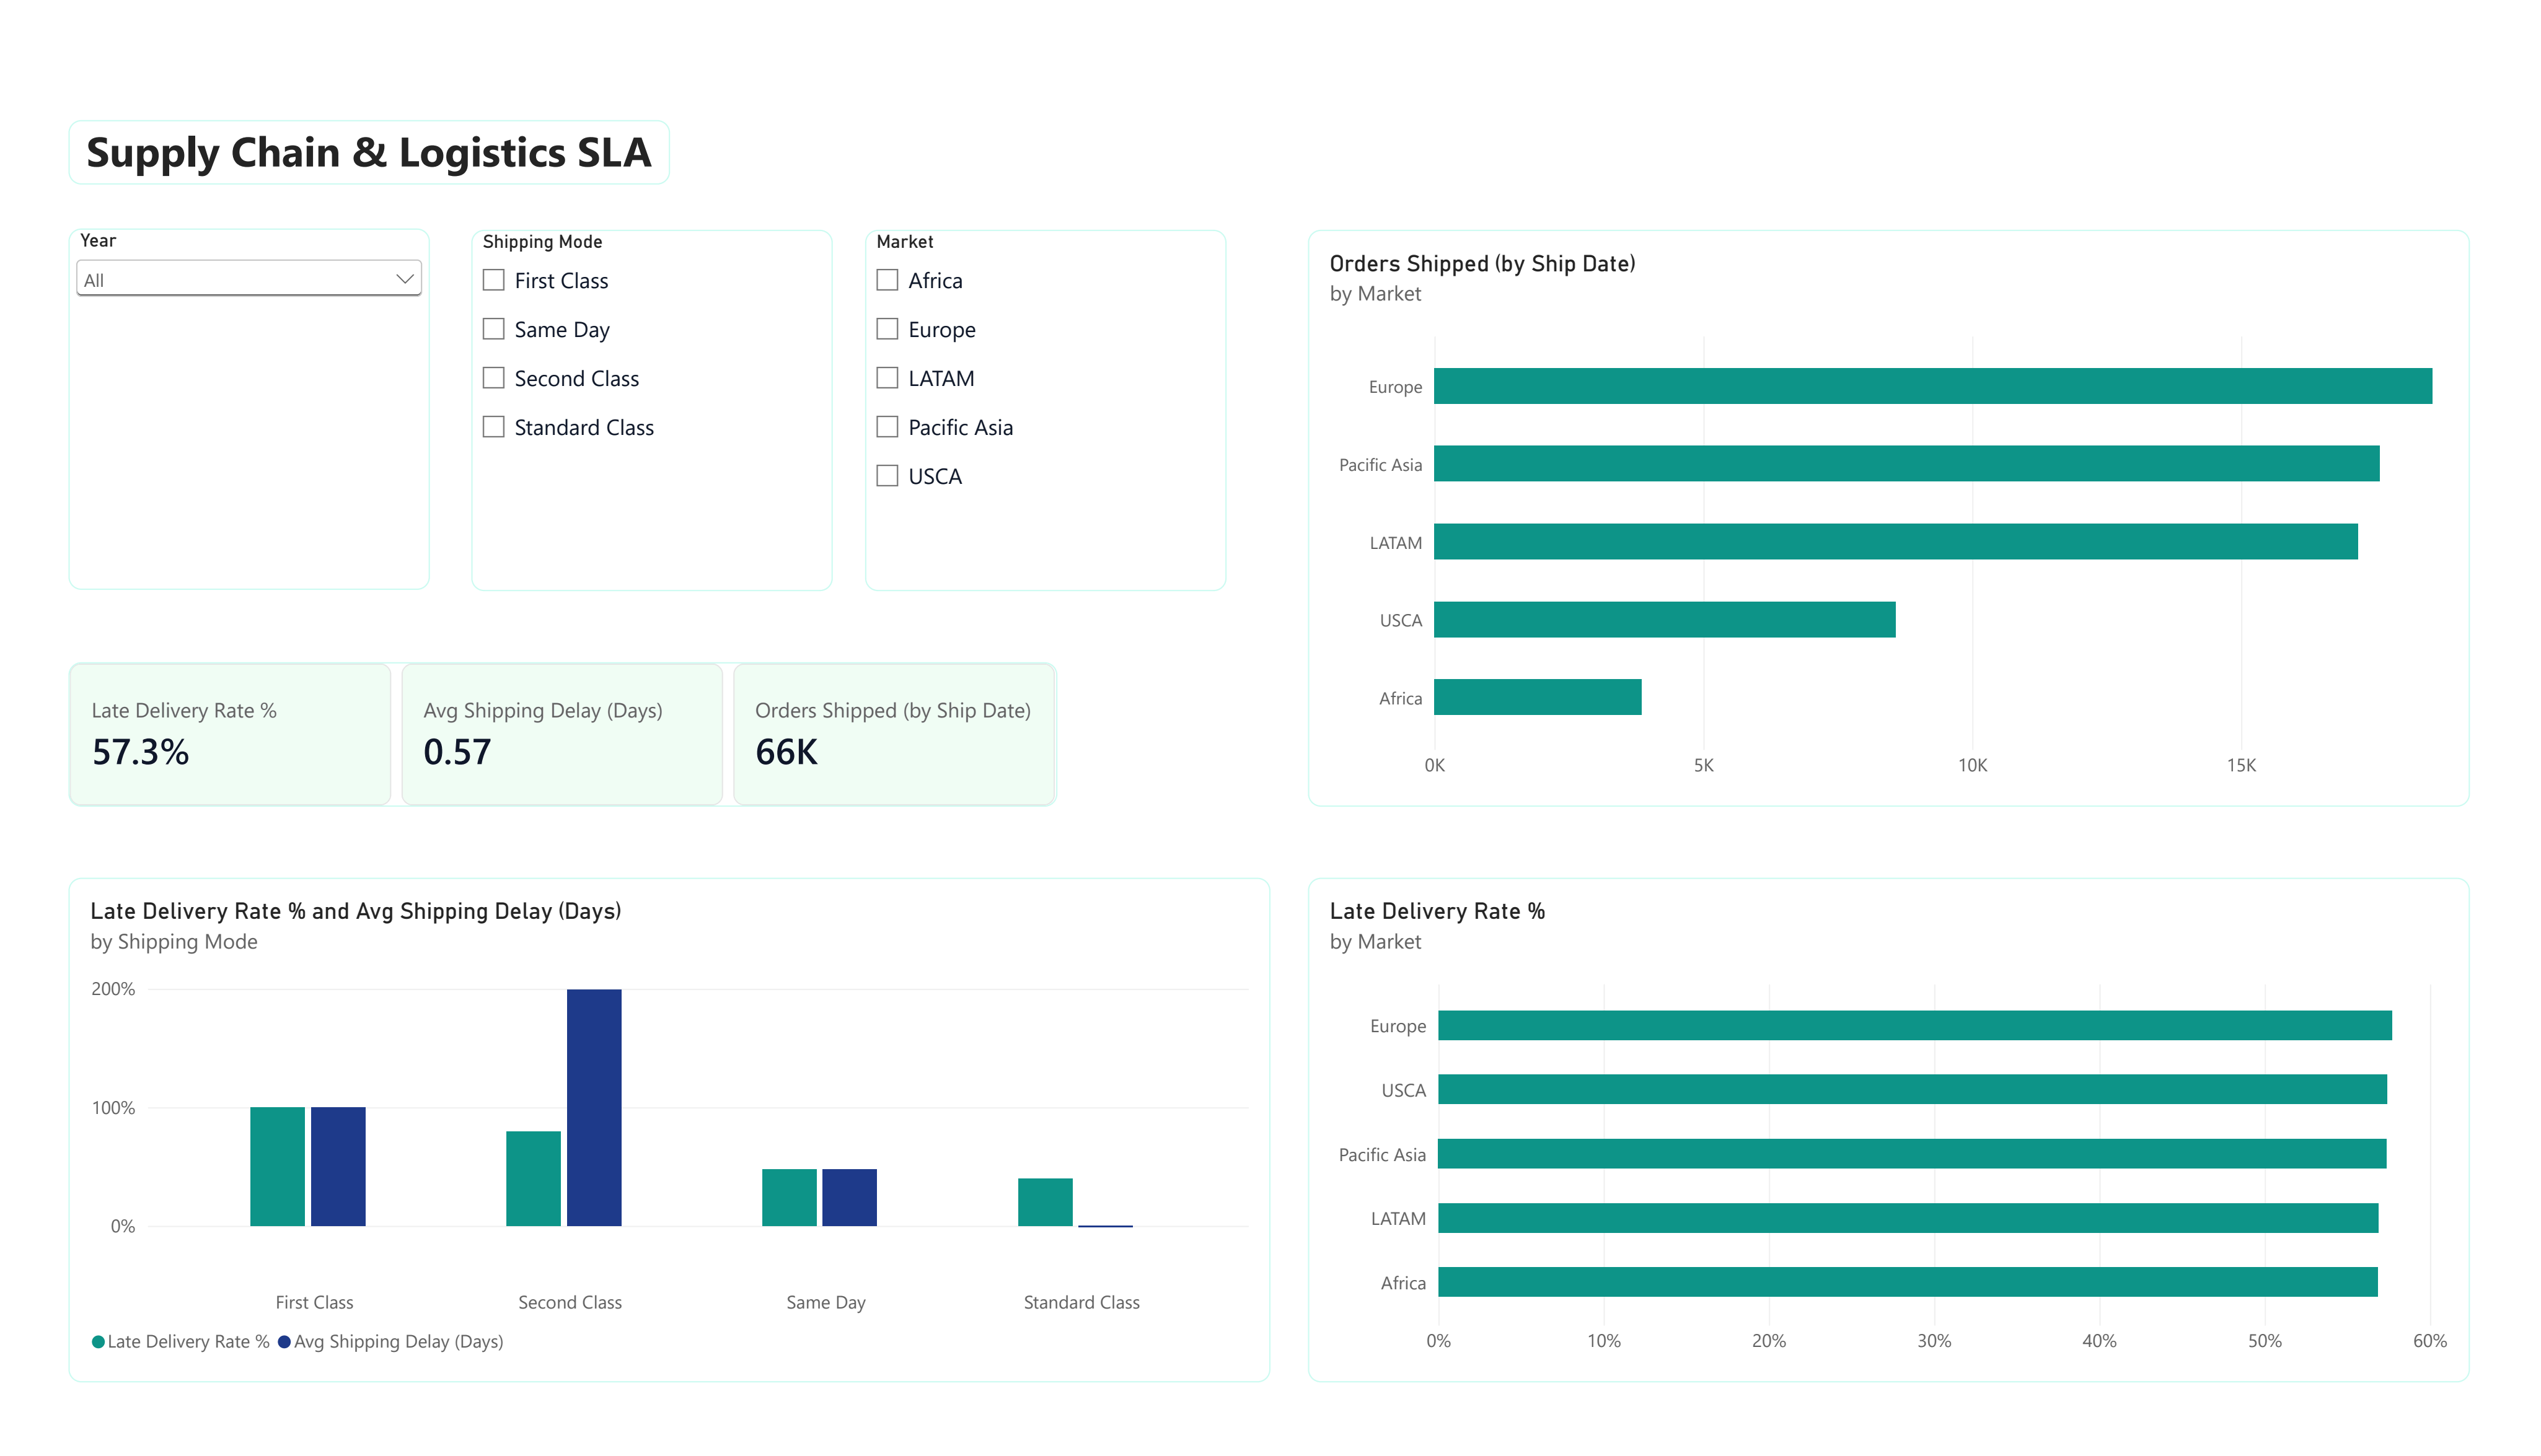 Supply Chain & Logistics SLA
Year
All
Shipping Mode
First Class
Same Day
Second Class
Standard Class
Market
Africa
Europe
LATAM
Pacific Asia
USCA
Orders Shipped (by Ship Date)
by Market
Europe
Pacific Asia
LATAM
USCA
Africa
0K 5K 10K 15K
Late Delivery Rate %
57.3%
Avg Shipping Delay (Days)
0.57
Orders Shipped (by Ship Date)
66K
Late Delivery Rate % and Avg Shipping Delay (Days)
by Shipping Mode
200%
100%
0%
First Class Second Class Same Day Standard Class
Late Delivery Rate % Avg Shipping Delay (Days)
Late Delivery Rate %
by Market
Europe
USCA
Pacific Asia
LATAM
Africa
0% 10% 20% 30% 40% 50% 60%